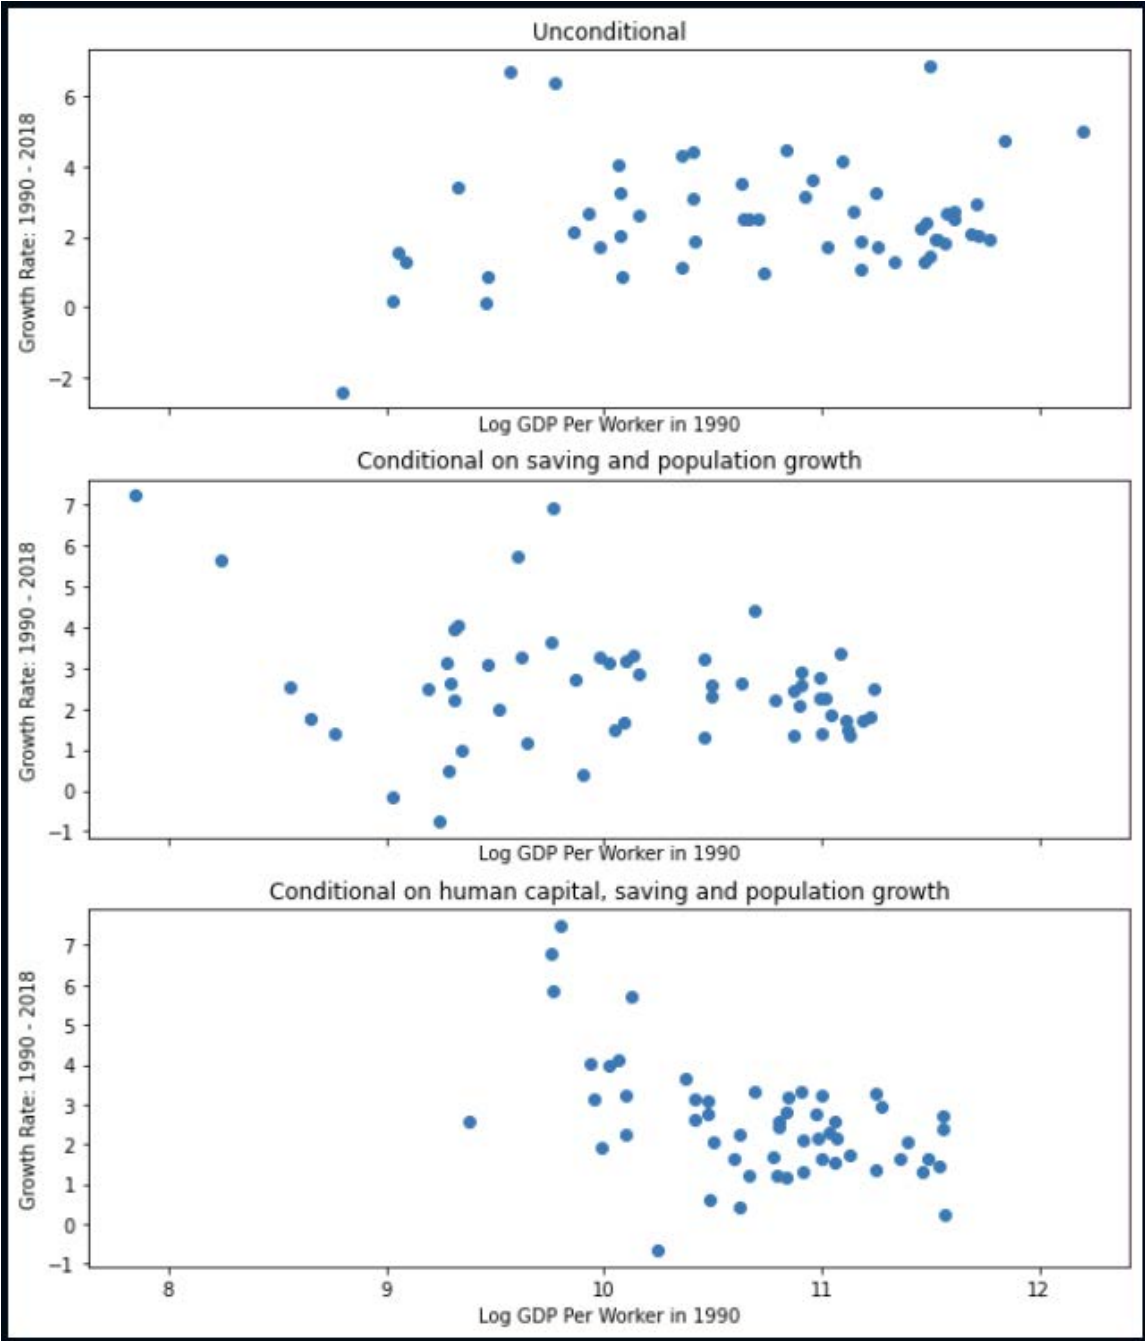 Unconditional
Growth Rate: 1990 - 2018
6
4
2
0
−2
Log GDP Per Worker in 1990
Conditional on saving and population growth
Growth Rate: 1990 - 2018
7
6
5
4
3
2
1
0
−1
Log GDP Per Worker in 1990
Conditional on human capital, saving and population growth
Growth Rate: 1990 - 2018
7
6
5
4
3
2
1
0
−1
8 9 10 11 12
Log GDP Per Worker in 1990